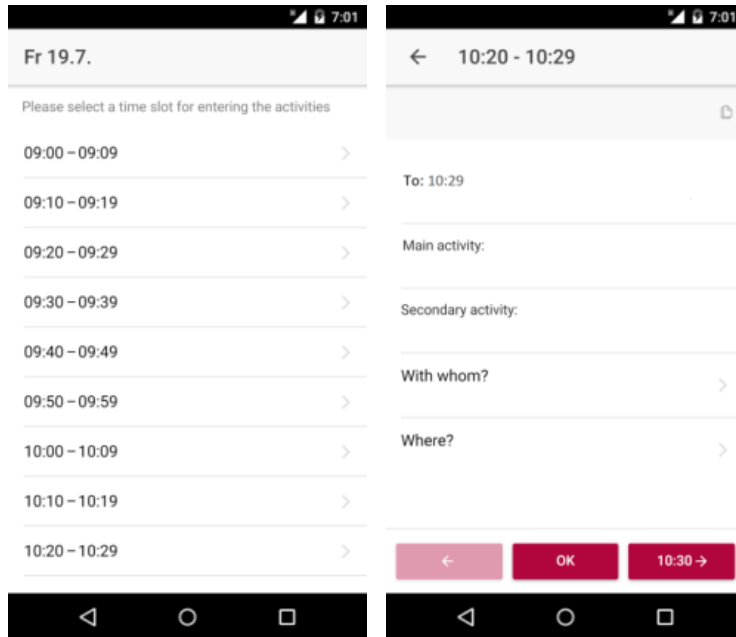 7:01
Fr 19.7.
Please select a time slot for entering the activities
09:00 – 09:09
09:10 – 09:19
09:20 – 09:29
09:30 – 09:39
09:40 – 09:49
09:50 – 09:59
10:00 – 10:09
10:10 – 10:19
10:20 – 10:29
7:01
← 10:20 - 10:29
To: 10:29
Main activity:
Secondary activity:
With whom?
Where?
← OK 10:30 →